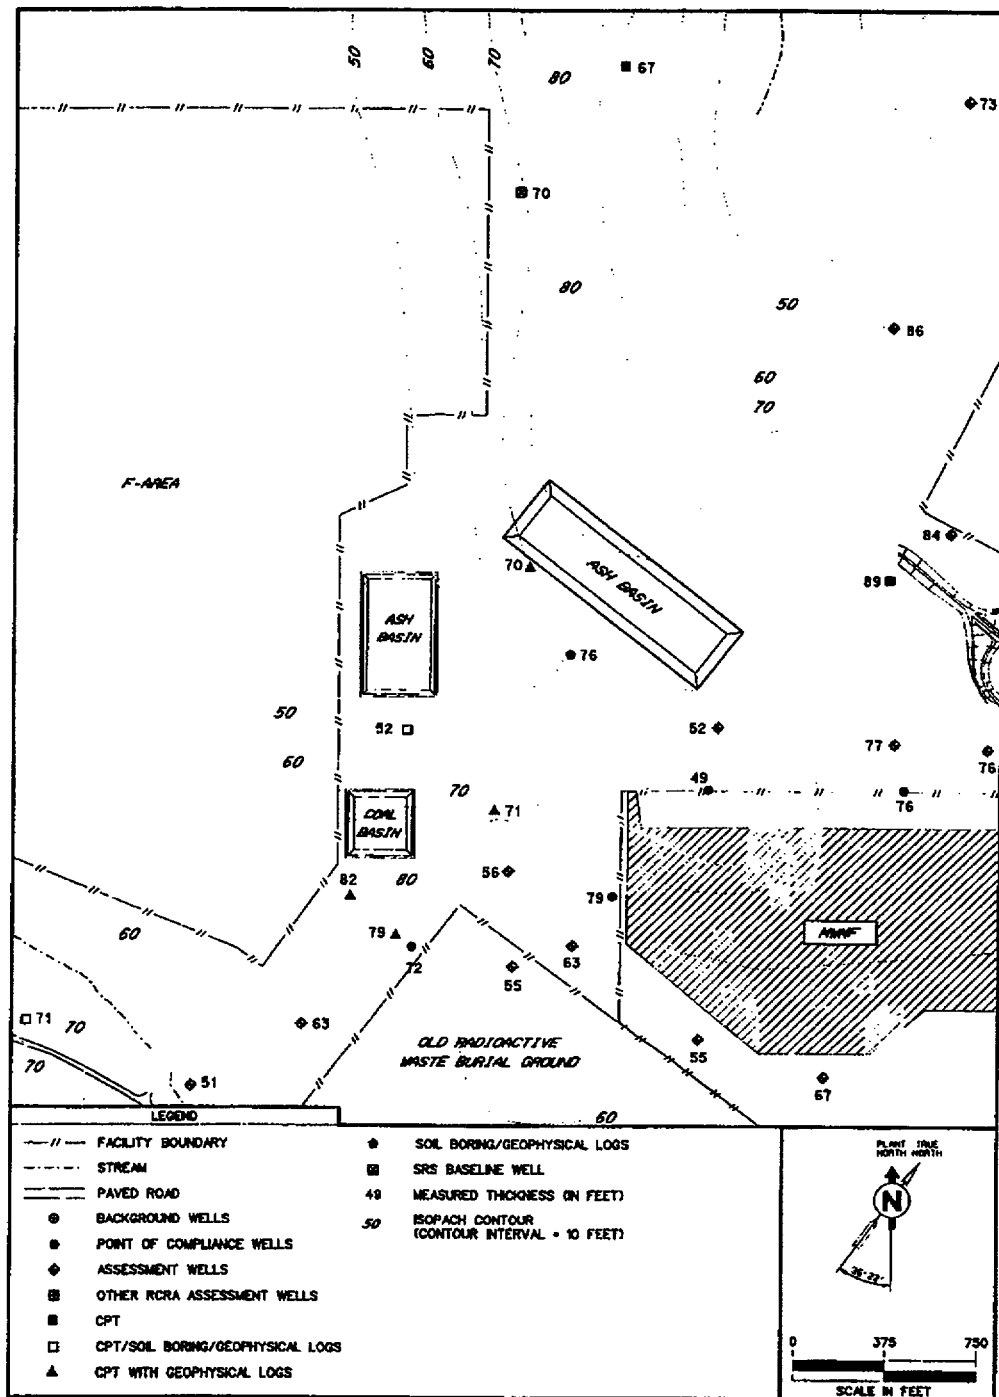 50
60
70
80
67
73
70
80
50
86
60
70
F-AREA
84
70
ASH BASIN
89
ASH
BASIN
76
50
52
52
77
60
76
70
49
71
76
COAL
BASIN
82
80
56
79
MWMF
60
79
72
63
55
71
70
63
OLD RADIOACTIVE
WASTE BURIAL GROUND
55
70
51
67
60
LEGEND
FACILITY BOUNDARY
STREAM
PAVED ROAD
BACKGROUND WELLS
POINT OF COMPLIANCE WELLS
ASSESSMENT WELLS
OTHER RCRA ASSESSMENT WELLS
CPT
CPT/SOIL BORING/GEOPHYSICAL LOGS
CPT WITH GEOPHYSICAL LOGS
SOIL BORING/GEOPHYSICAL LOGS
SRS BASELINE WELL
49 MEASURED THICKNESS (IN FEET)
50 ISOPACH CONTOUR
(CONTOUR INTERVAL = 10 FEET)
PLANT TRUE
NORTH NORTH
N
36°22'
0 375 750
SCALE IN FEET